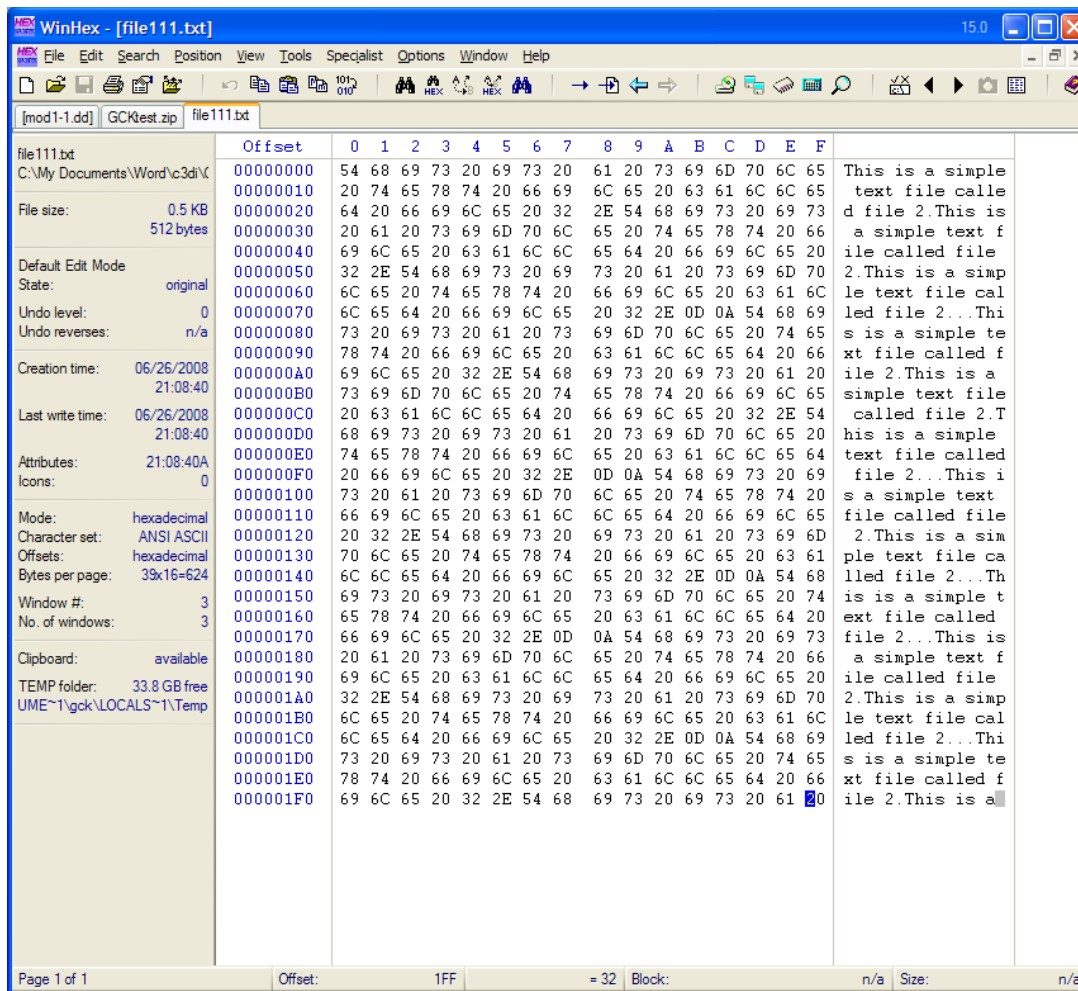 WinHex - [file111.txt] 15.0
File Edit Search Position View Tools Specialist Options Window Help
[mod1-1.dd] GCKtest.zip file111.txt
file111.txt
C:\My Documents\Word\c3di\(
File size: 0.5 KB
512 bytes
Default Edit Mode
State: original
Undo level: 0
Undo reverses: n/a
Creation time: 06/26/2008
21:08:40
Last write time: 06/26/2008
21:08:40
Attributes: 21:08:40A
Icons: 0
Mode: hexadecimal
Character set: ANSI ASCII
Offsets: hexadecimal
Bytes per page: 39x16=624
Window #: 3
No. of windows: 3
Clipboard: available
TEMP folder: 33.8 GB free
UME~1\gck\LOCALS~1\Temp
Offset 0 1 2 3 4 5 6 7 8 9 A B C D E F
00000000 54 68 69 73 20 69 73 20 61 20 73 69 6D 70 6C 65 This is a simple
00000010 20 74 65 78 74 20 66 69 6C 65 20 63 61 6C 6C 65 text file calle
00000020 64 20 66 69 6C 65 20 32 2E 54 68 69 73 20 69 73 d file 2.This is
00000030 20 61 20 73 69 6D 70 6C 65 20 74 65 78 74 20 66 a simple text f
00000040 69 6C 65 20 63 61 6C 6C 65 64 20 66 69 6C 65 20 ile called file
00000050 32 2E 54 68 69 73 20 69 73 20 61 20 73 69 6D 70 2.This is a simp
00000060 6C 65 20 74 65 78 74 20 66 69 6C 65 20 63 61 6C le text file cal
00000070 6C 65 64 20 66 69 6C 65 20 32 2E 0D 0A 54 68 69 led file 2...Thi
00000080 73 20 69 73 20 61 20 73 69 6D 70 6C 65 20 74 65 s is a simple te
00000090 78 74 20 66 69 6C 65 20 63 61 6C 6C 65 64 20 66 xt file called f
000000A0 69 6C 65 20 32 2E 54 68 69 73 20 69 73 20 61 20 ile 2.This is a
000000B0 73 69 6D 70 6C 65 20 74 65 78 74 20 66 69 6C 65 simple text file
000000C0 20 63 61 6C 6C 65 64 20 66 69 6C 65 20 32 2E 54 called file 2.T
000000D0 68 69 73 20 69 73 20 61 20 73 69 6D 70 6C 65 20 his is a simple
000000E0 74 65 78 74 20 66 69 6C 65 20 63 61 6C 6C 65 64 text file called
000000F0 20 66 69 6C 65 20 32 2E 0D 0A 54 68 69 73 20 69 file 2...This i
00000100 73 20 61 20 73 69 6D 70 6C 65 20 74 65 78 74 20 s a simple text
00000110 66 69 6C 65 20 63 61 6C 6C 65 64 20 66 69 6C 65 file called file
00000120 20 32 2E 54 68 69 73 20 69 73 20 61 20 73 69 6D 2.This is a sim
00000130 70 6C 65 20 74 65 78 74 20 66 69 6C 65 20 63 61 ple text file ca
00000140 6C 6C 65 64 20 66 69 6C 65 20 32 2E 0D 0A 54 68 lled file 2...Th
00000150 69 73 20 69 73 20 61 20 73 69 6D 70 6C 65 20 74 is is a simple t
00000160 65 78 74 20 66 69 6C 65 20 63 61 6C 6C 65 64 20 ext file called
00000170 66 69 6C 65 20 32 2E 0D 0A 54 68 69 73 20 69 73 file 2...This is
00000180 20 61 20 73 69 6D 70 6C 65 20 74 65 78 74 20 66 a simple text f
00000190 69 6C 65 20 63 61 6C 6C 65 64 20 66 69 6C 65 20 ile called file
000001A0 32 2E 54 68 69 73 20 69 73 20 61 20 73 69 6D 70 2.This is a simp
000001B0 6C 65 20 74 65 78 74 20 66 69 6C 65 20 63 61 6C le text file cal
000001C0 6C 65 64 20 66 69 6C 65 20 32 2E 0D 0A 54 68 69 led file 2...Thi
000001D0 73 20 69 73 20 61 20 73 69 6D 70 6C 65 20 74 65 s is a simple te
000001E0 78 74 20 66 69 6C 65 20 63 61 6C 6C 65 64 20 66 xt file called f
000001F0 69 6C 65 20 32 2E 54 68 69 73 20 69 73 20 61 20 ile 2.This is a
Page 1 of 1 Offset: 1FF = 32 Block: n/a Size: n/a